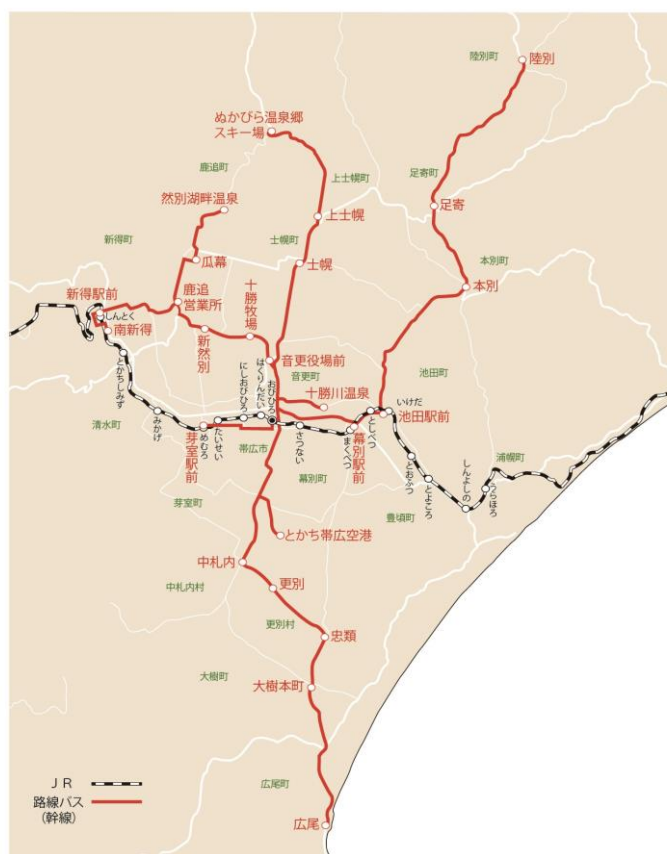 陸別町
陸別
ぬかびら温泉郷
スキー場
鹿追町
上士幌町
足寄町
然別湖畔温泉
足寄
上士幌
新得町
士幌町
本別町
瓜幕
士幌
本別
新得駅前
鹿追
営業所
十勝牧場
しんとく
南新得
新然別
音更役場前
音更町
池田町
とかちしみず
にしおびひろ
はくりんだい
おびひろ
十勝川温泉
いけだ
池田駅前
としべつ
清水町
みかげ
芽室駅前
めむろ
たいせい
帯広市
さつない
まくべつ
幕別駅前
しんよしの
浦幌町
うらほろ
とおふつ
とよころ
幕別町
芽室町
豊頃町
とかち帯広空港
中札内
更別
中札内村
更別村
忠類
大樹町
大樹本町
広尾町
広尾
JR
路線バス
(幹線)